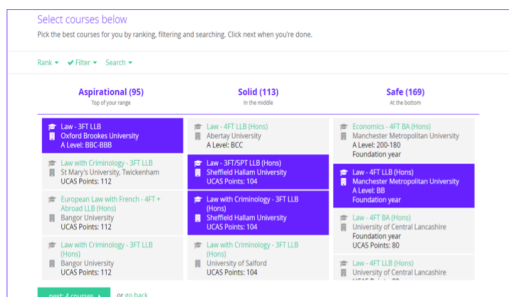 Select courses below
Pick the best courses for you by ranking, filtering and searching. Click next when you're done.
Rank Filter Search
Aspirational (95)
Top of your range
Law - 3FT LLB
Oxford Brookes University
A Level: BBC-BBB
Law with Criminology - 3FT LLB
St Mary's University, Twickenham
UCAS Points: 112
European Law with French - 4FT +
Abroad LLB (Hons)
Bangor University
UCAS Points: 112
Law with Criminology - 3FT LLB
(Hons)
Bangor University
UCAS Points: 112
Solid (113)
In the middle
Law - 4FT LLB (Hons)
Abertay University
A Level: BCC
Law - 3FT/5PT LLB (Hons)
Sheffield Hallam University
UCAS Points: 104
Law with Criminology - 3FT LLB
(Hons)
Sheffield Hallam University
UCAS Points: 104
Law with Criminology - 3FT LLB
(Hons)
University of Salford
UCAS Points: 104
Safe (169)
At the bottom
Economics - 4FT BA (Hons)
Manchester Metropolitan University
A Level: 200-180
Foundation year
Law - 4FT LLB (Hons)
Manchester Metropolitan University
A Level: BB
Foundation year
Law - 4FT BA (Hons)
University of Central Lancashire
Foundation year
UCAS Points: 80
Law - 4FT LLB (Hons)
University of Central Lancashire
next: 4 courses or go back